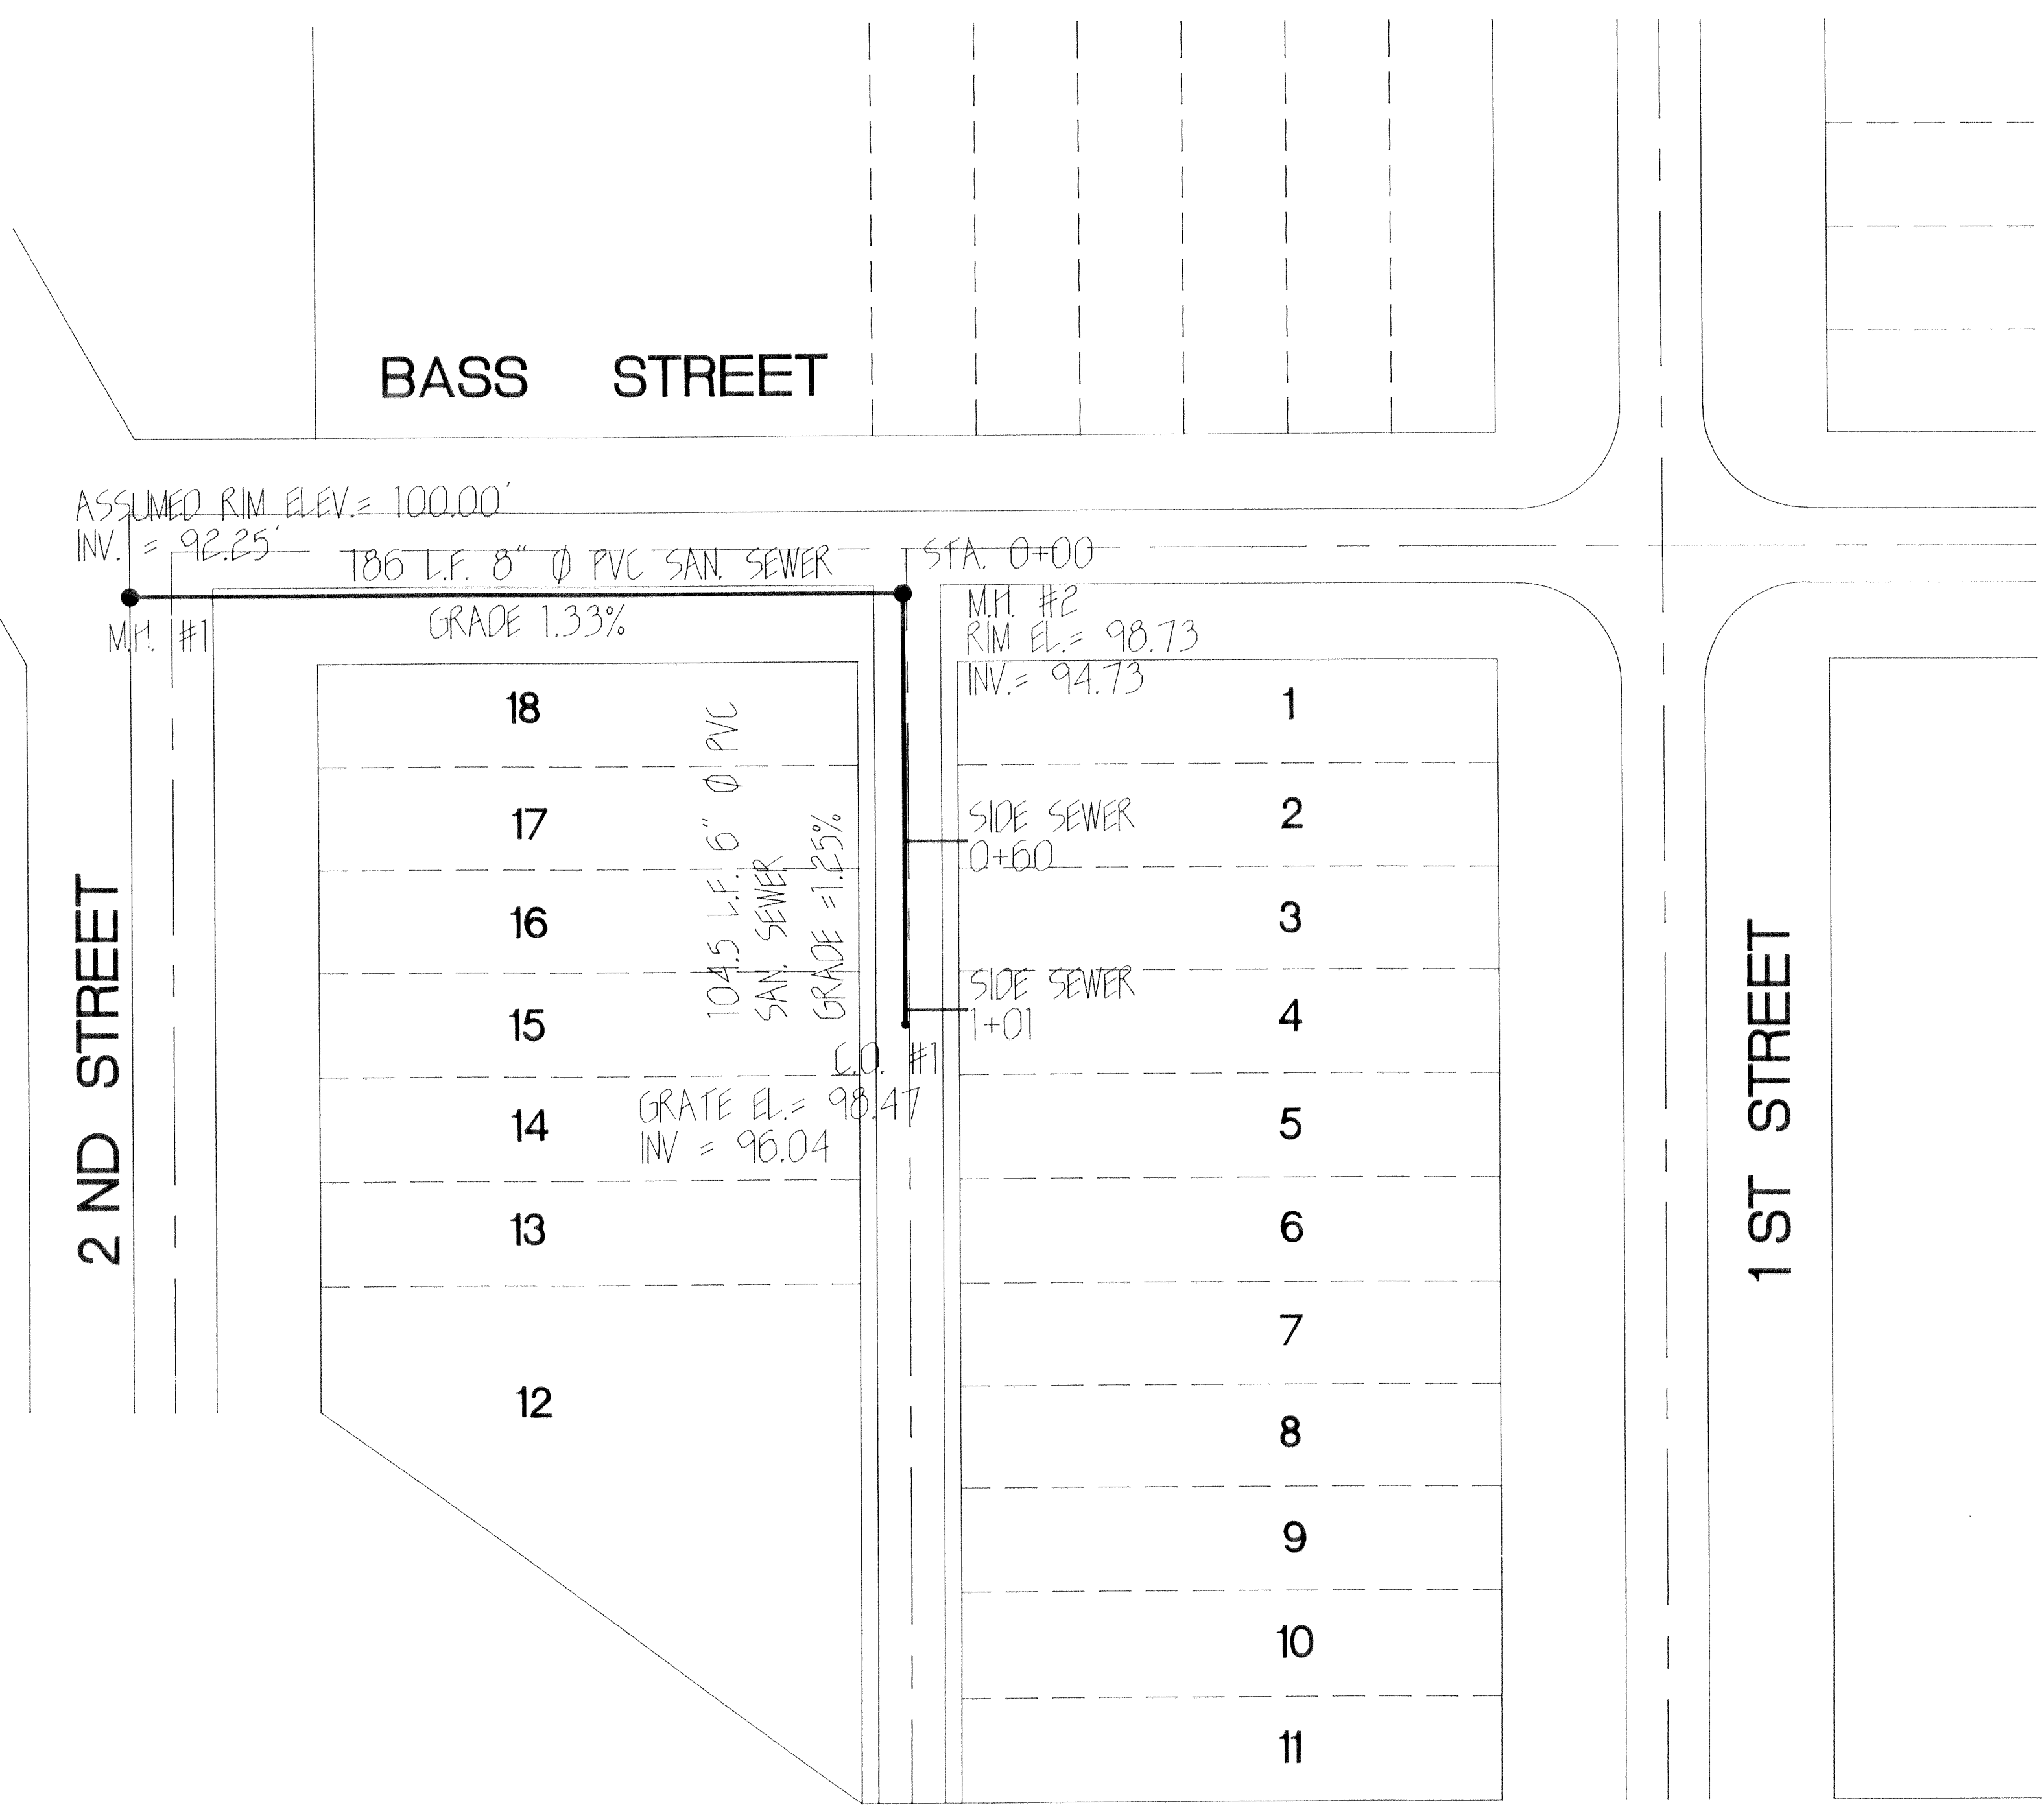 BASS STREET
ASSUMED RIM ELEV.= 100.00'
INV. = 92.25'
186 L.F. 8" Ø PVC SAN. SEWER
STA. 0+00
GRADE 1.33%
M.H. #1
M.H. #2
RIM EL.= 98.73
INV.= 94.73
18
17
16
15
14
13
12
104.5 L.F. 6" Ø PVC
SAN. SEWER
GRADE =1.25%
SIDE SEWER
0+60
SIDE SEWER
1+01
C.O. #1
GRATE EL.= 98.47
INV = 96.04
1
2
3
4
5
6
7
8
9
10
11
2 ND STREET
1 ST STREET